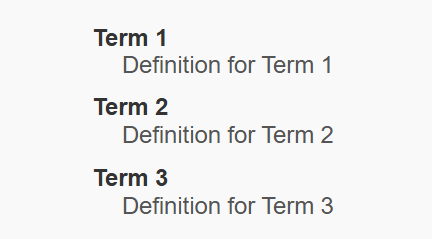 Term 1
Definition for Term 1
Term 2
Definition for Term 2
Term 3
Definition for Term 3